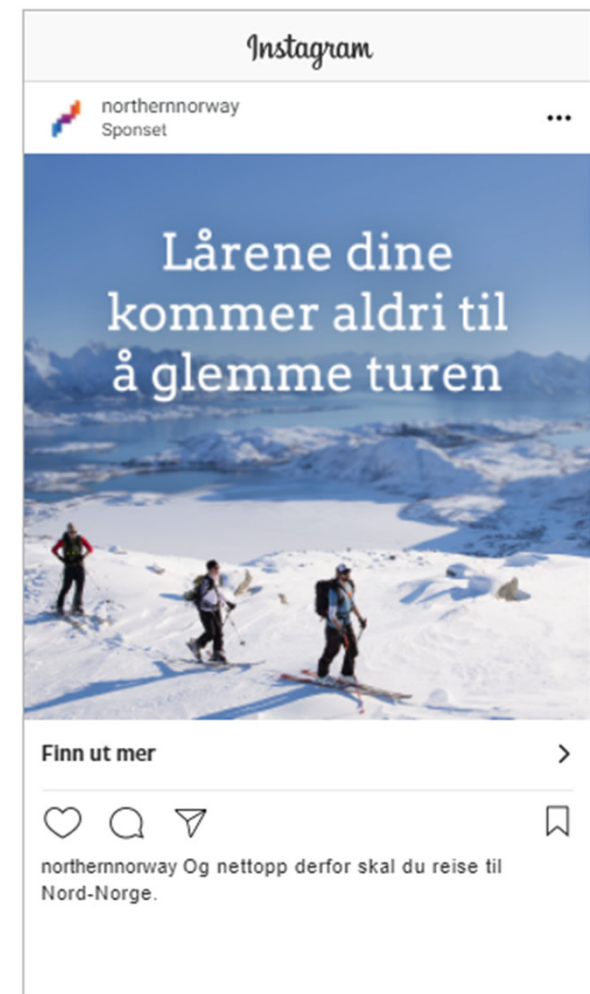 Instagram
northernnorway
Sponset
Lårene dine
kommer aldri til
å glemme turen
Finn ut mer
northernnorway Og nettopp derfor skal du reise til
Nord-Norge.